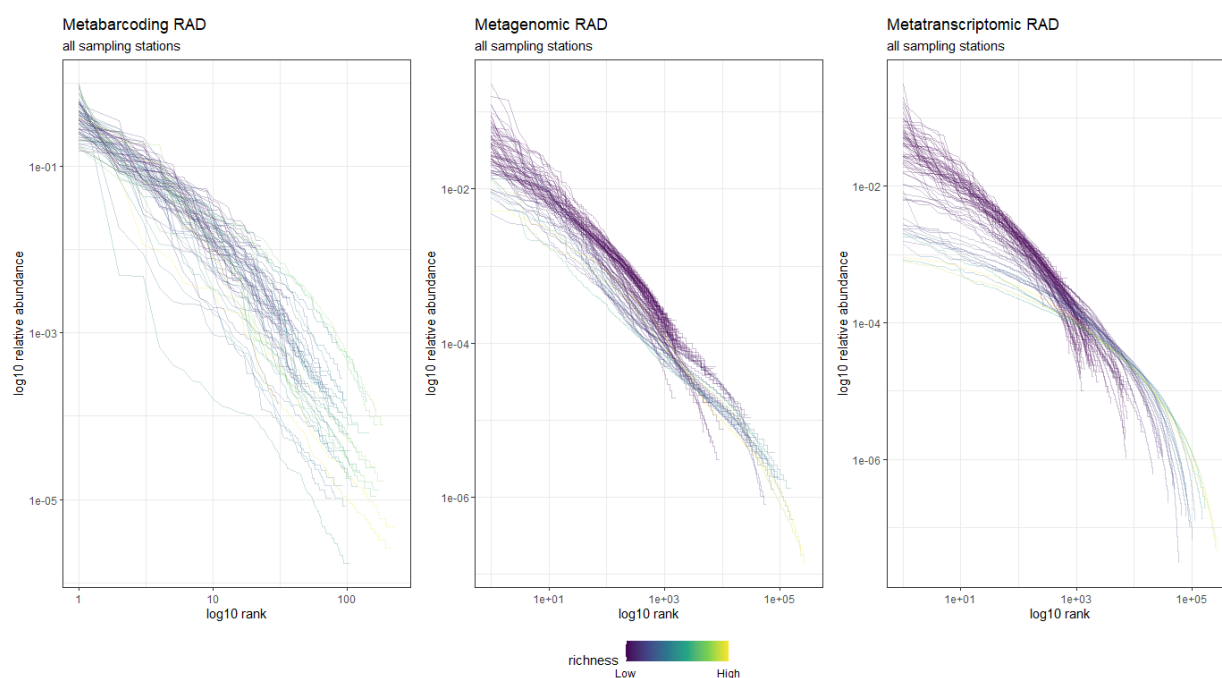 Metabarcoding RAD
all sampling stations
log10 relative abundance
1e-01
1e-03
1e-05
1
10
100
log10 rank
Metagenomic RAD
all sampling stations
log10 relative abundance
1e-02
1e-04
1e-06
1e+01
1e+03
1e+05
log10 rank
Metatranscriptomic RAD
all sampling stations
log10 relative abundance
1e-02
1e-04
1e-06
1e+01
1e+03
1e+05
log10 rank
richness
Low
High